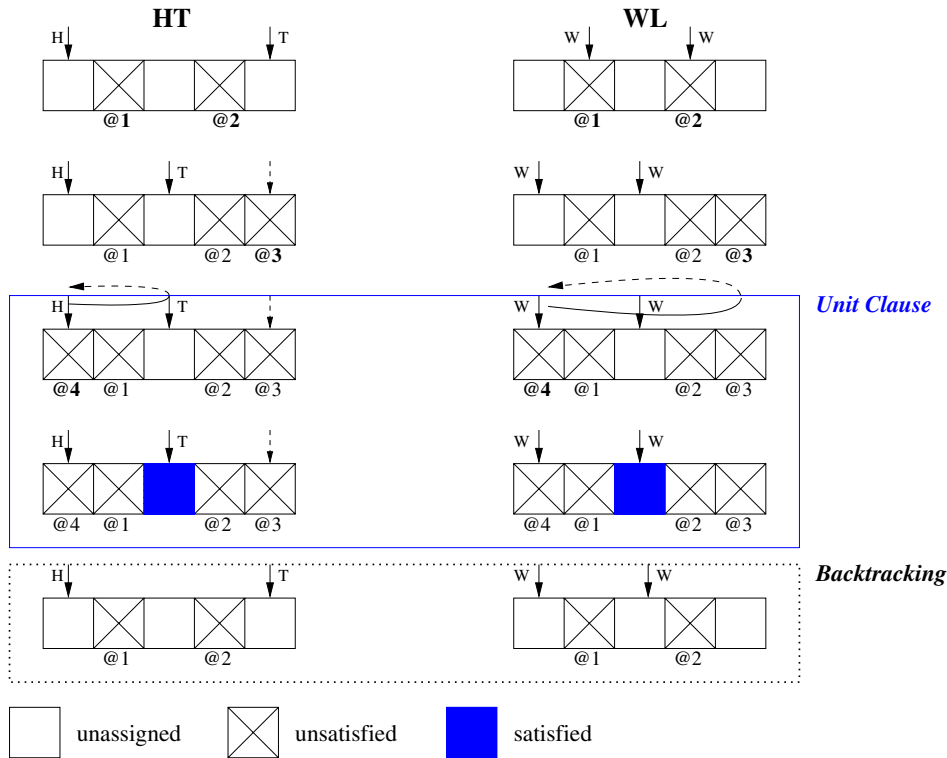 HT WL
H T W W
@1 @2 @1 @2
H T W W
@1 @2 @3 @1 @2 @3
Unit Clause
H T W W
@4 @1 @2 @3 @4 @1 @2 @3
H T W W
@4 @1 @2 @3 @4 @1 @2 @3
Backtracking
H T W W
@1 @2 @1 @2
unassigned unsatisfied satisfied